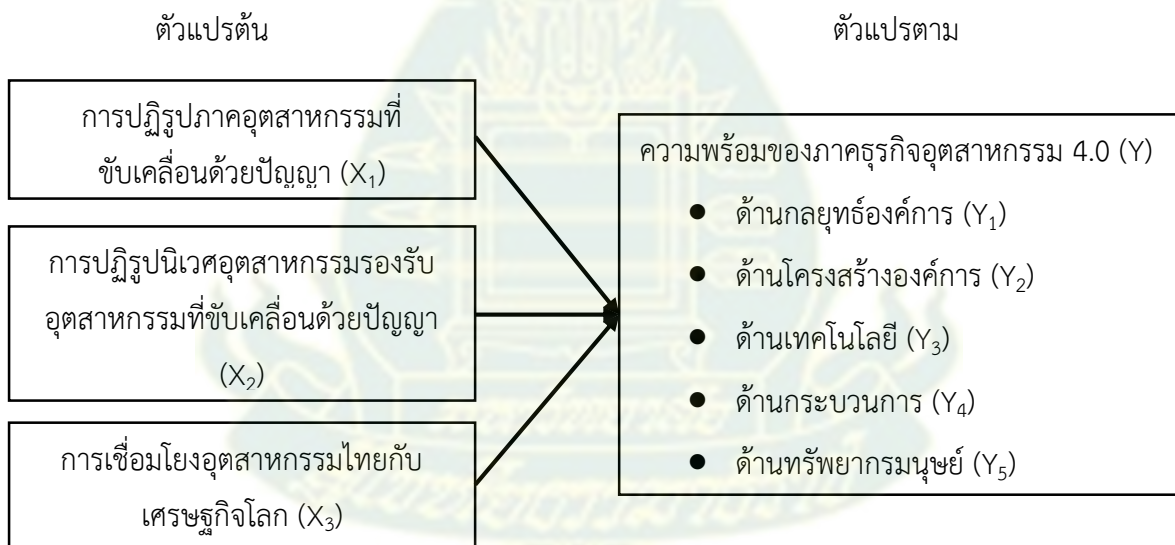 ตัวแปรต้น
ตัวแปรตาม
การปฏิรูปภาคอุตสาหกรรมที่
ขับเคลื่อนด้วยปัญญา (X₁)
การปฏิรูปนิเวศอุตสาหกรรมรองรับ
อุตสาหกรรมที่ขับเคลื่อนด้วยปัญญา
(X₂)
การเชื่อมโยงอุตสาหกรรมไทยกับ
เศรษฐกิจโลก (X₃)
ความพร้อมของภาคธุรกิจอุตสาหกรรม 4.0 (Y)
● ด้านกลยุทธ์องค์การ (Y₁)
● ด้านโครงสร้างองค์การ (Y₂)
● ด้านเทคโนโลยี (Y₃)
● ด้านกระบวนการ (Y₄)
● ด้านทรัพยากรมนุษย์ (Y₅)